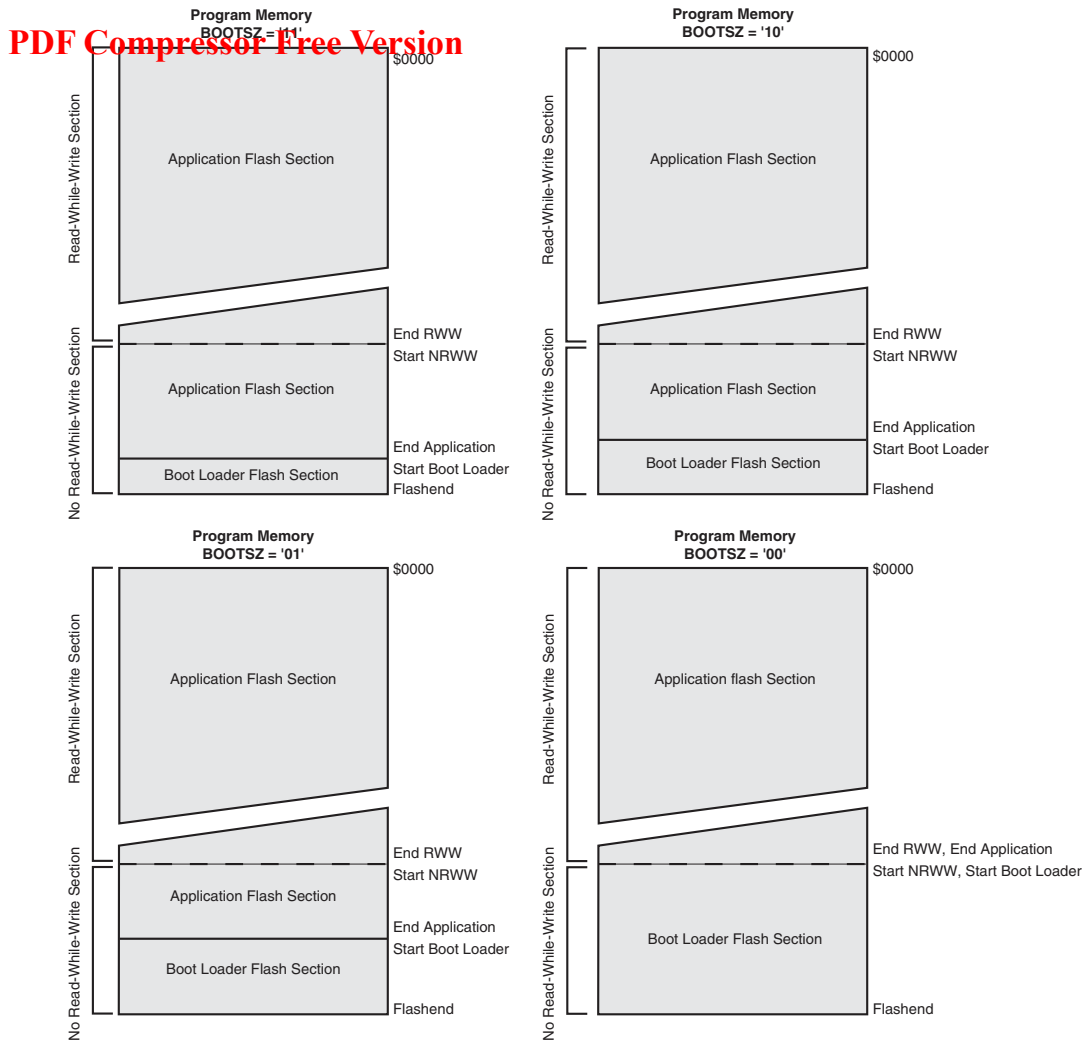 Program Memory
BOOTSZ = '11'
PDF Compressor Free Version
$0000
Read-While-Write Section
Application Flash Section
End RWW
Start NRWW
No Read-While-Write Section
Application Flash Section
End Application
Start Boot Loader
Boot Loader Flash Section
Flashend
Program Memory
BOOTSZ = '10'
$0000
Read-While-Write Section
Application Flash Section
End RWW
Start NRWW
No Read-While-Write Section
Application Flash Section
End Application
Start Boot Loader
Boot Loader Flash Section
Flashend
Program Memory
BOOTSZ = '01'
$0000
Read-While-Write Section
Application Flash Section
End RWW
Start NRWW
No Read-While-Write Section
Application Flash Section
End Application
Start Boot Loader
Boot Loader Flash Section
Flashend
Program Memory
BOOTSZ = '00'
$0000
Read-While-Write Section
Application flash Section
End RWW, End Application
Start NRWW, Start Boot Loader
No Read-While-Write Section
Boot Loader Flash Section
Flashend